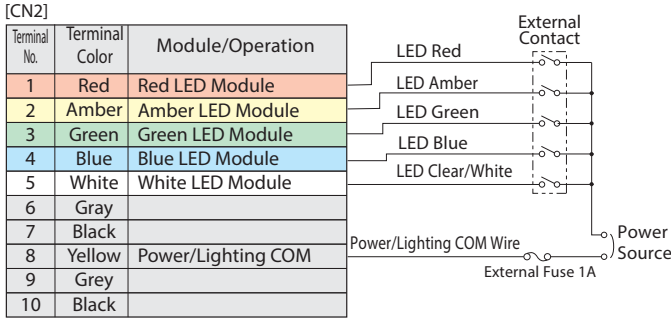 [CN2]
Terminal No. Terminal Color Module/Operation
1 Red Red LED Module
2 Amber Amber LED Module
3 Green Green LED Module
4 Blue Blue LED Module
5 White White LED Module
6 Gray
7 Black
8 Yellow Power/Lighting COM
9 Grey
10 Black
External
Contact
LED Red
LED Amber
LED Green
LED Blue
LED Clear/White
Power/Lighting COM Wire
External Fuse 1A
Power
Source